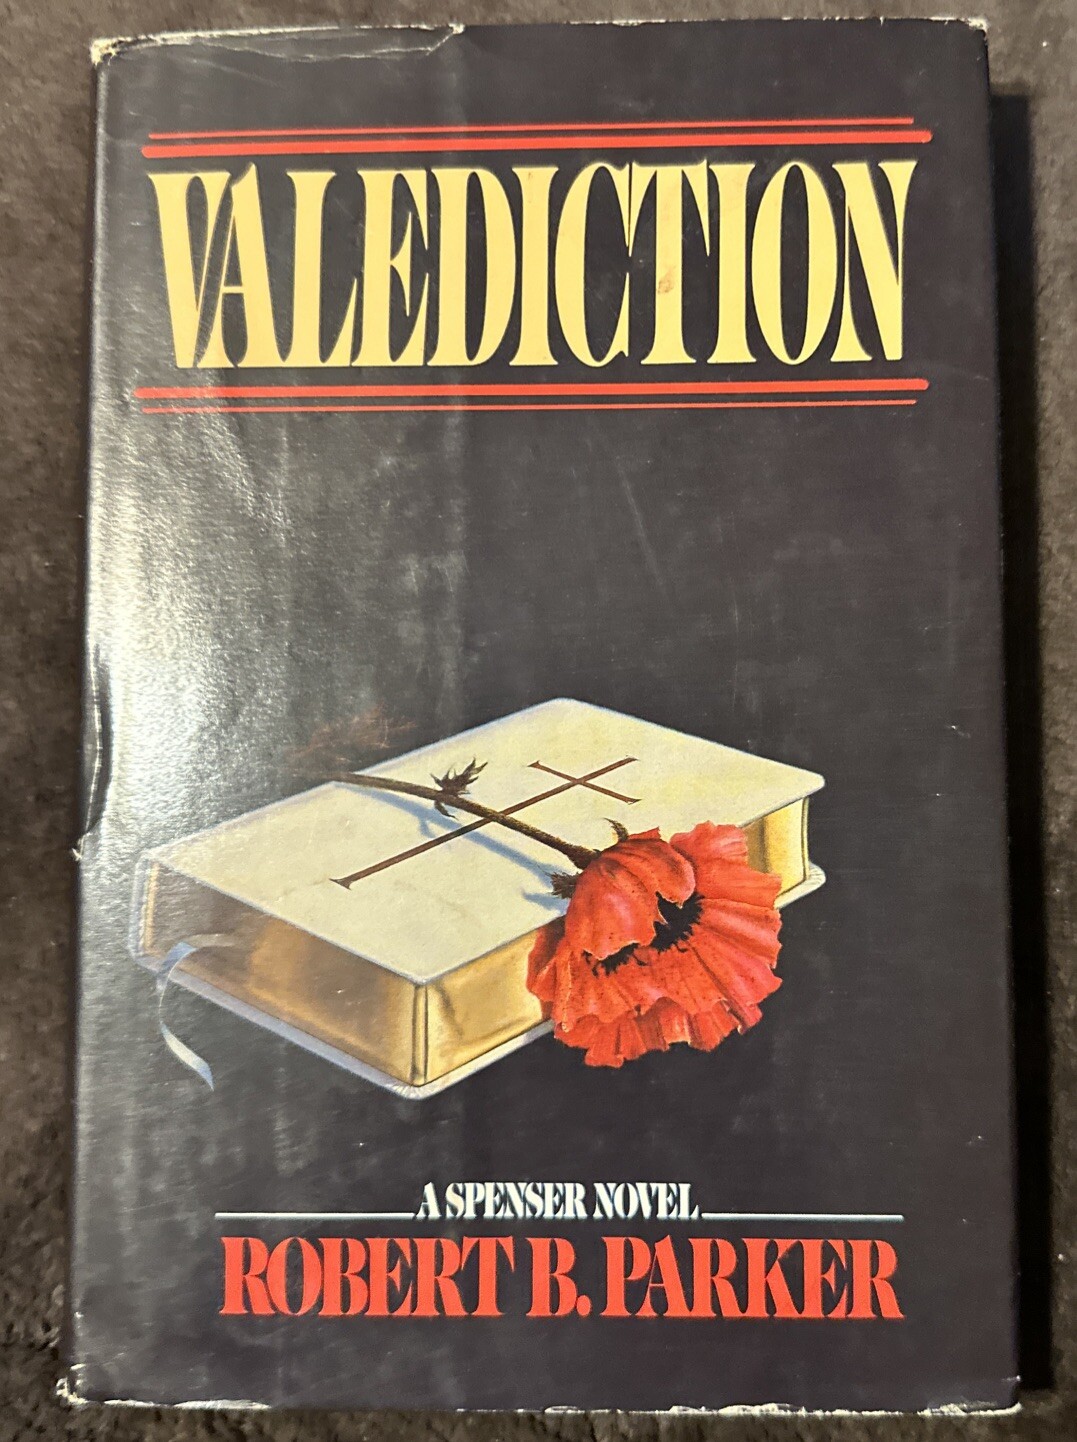 VALEDICTION
A SPENSER NOVEL
ROBERT B. PARKER